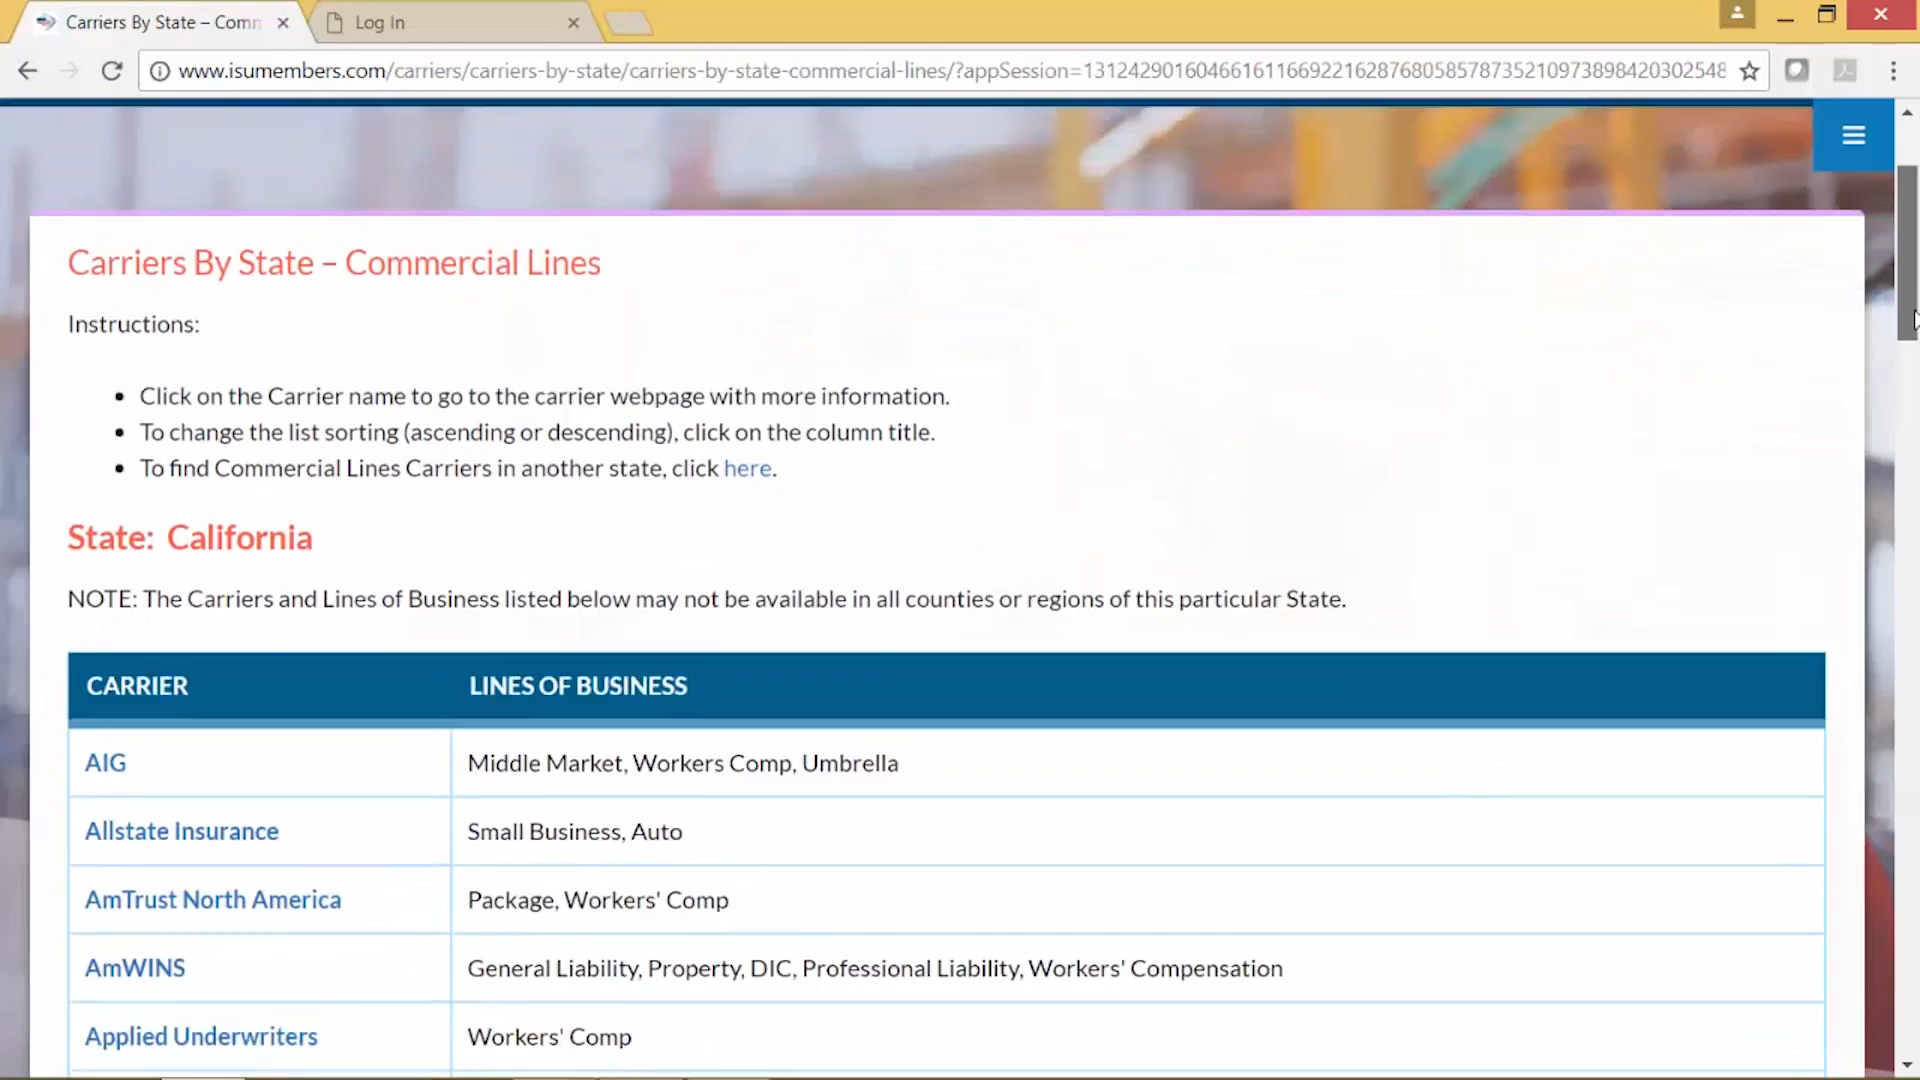 Carriers By State – Comm
Log In
www.isumembers.com/carriers/carriers-by-state/carriers-by-state-commercial-lines/?appSession=131242901604661611669221628768058578735210973898420302548
Carriers By State – Commercial Lines
Instructions:
• Click on the Carrier name to go to the carrier webpage with more information.
• To change the list sorting (ascending or descending), click on the column title.
• To find Commercial Lines Carriers in another state, click here.
State: California
NOTE: The Carriers and Lines of Business listed below may not be available in all counties or regions of this particular State.
CARRIER LINES OF BUSINESS
AIG Middle Market, Workers Comp, Umbrella
Allstate Insurance Small Business, Auto
AmTrust North America Package, Workers' Comp
AmWINS General Liability, Property, DIC, Professional Liability, Workers' Compensation
Applied Underwriters Workers' Comp